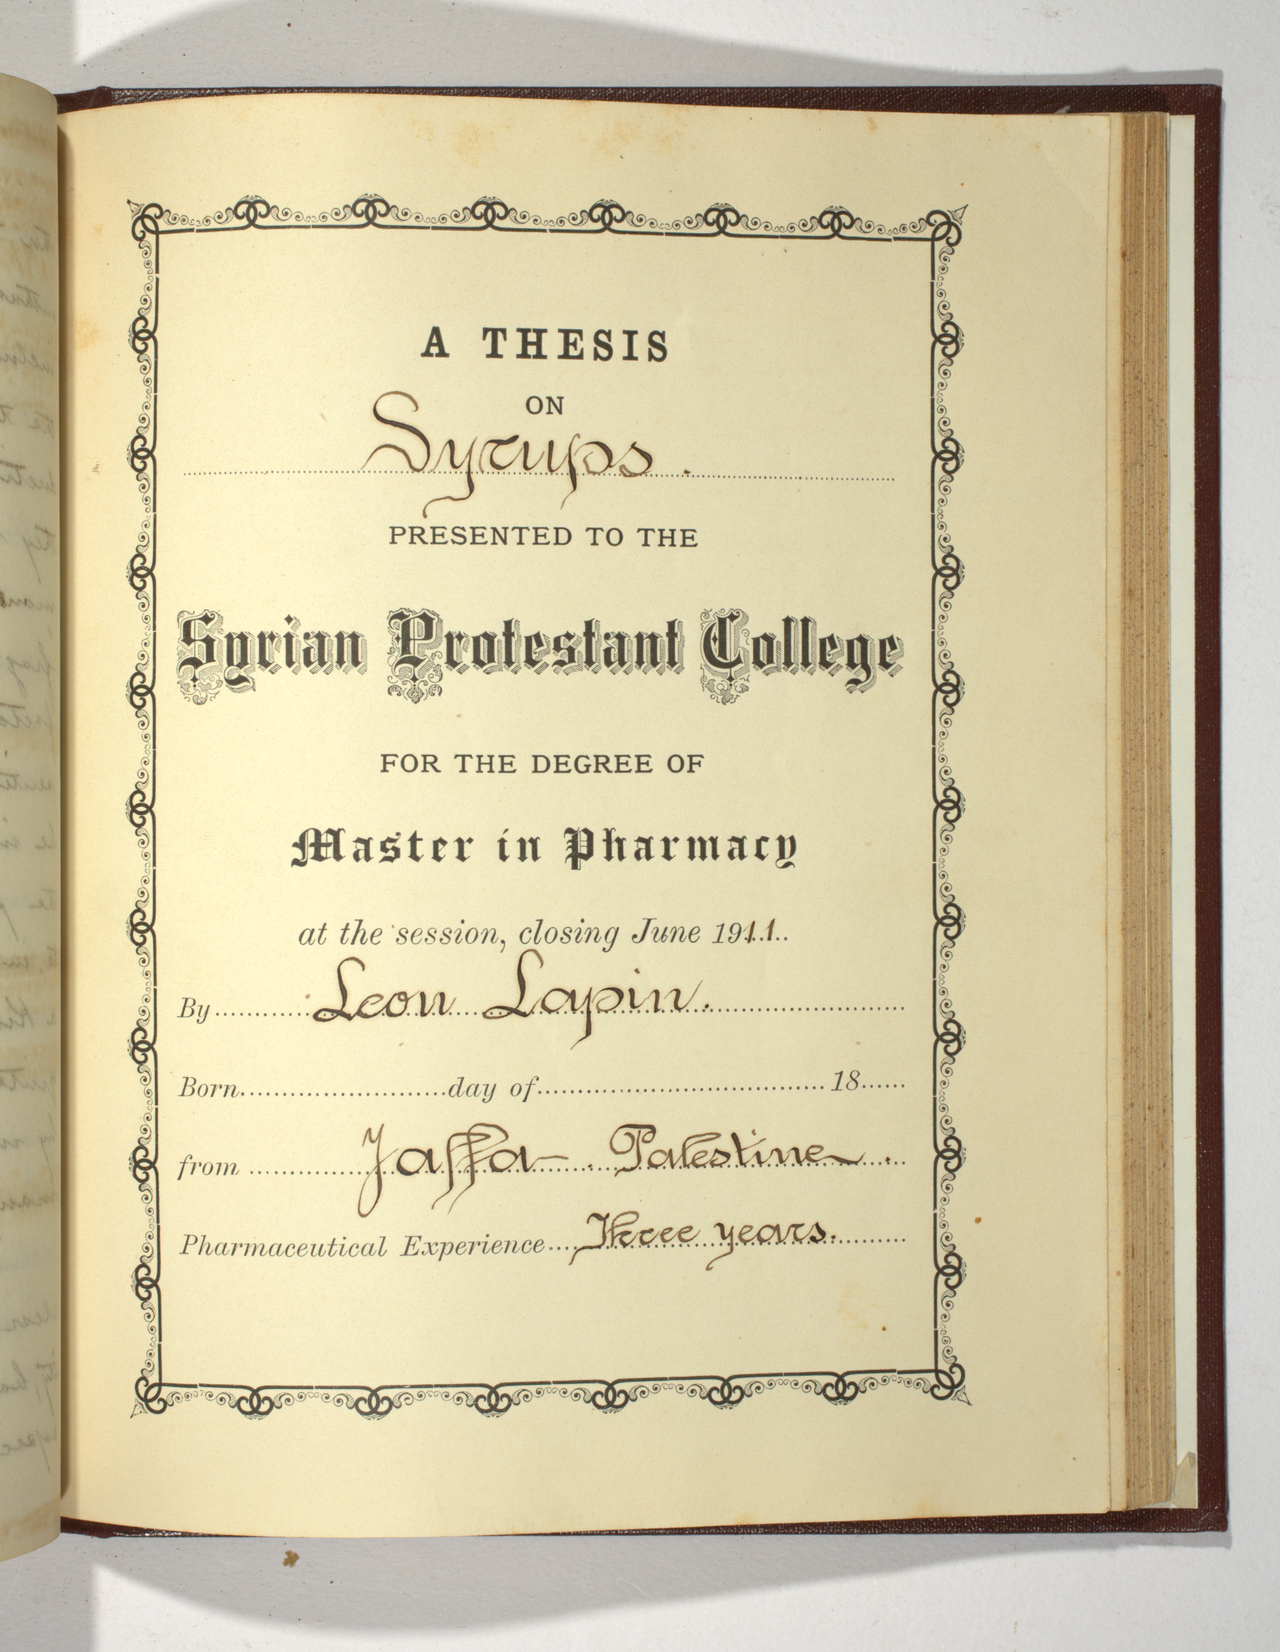 A THESIS
ON
Syrups.
PRESENTED TO THE
Syrian Protestant College
FOR THE DEGREE OF
Master in Pharmacy
at the session, closing June 1911..
By Leon Lapin.
Born day of 18
from Jaffa - Palestine.
Pharmaceutical Experience Three years.